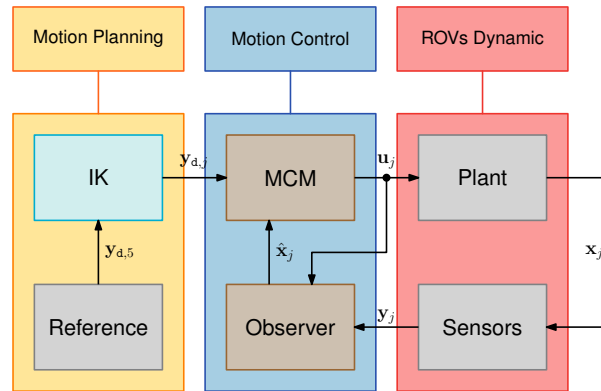 Motion Planning
Motion Control
ROVs Dynamic
IK
y_{d,j}
MCM
u_j
Plant
y_{d,5}
x̂_j
x_j
Reference
Observer
y_j
Sensors